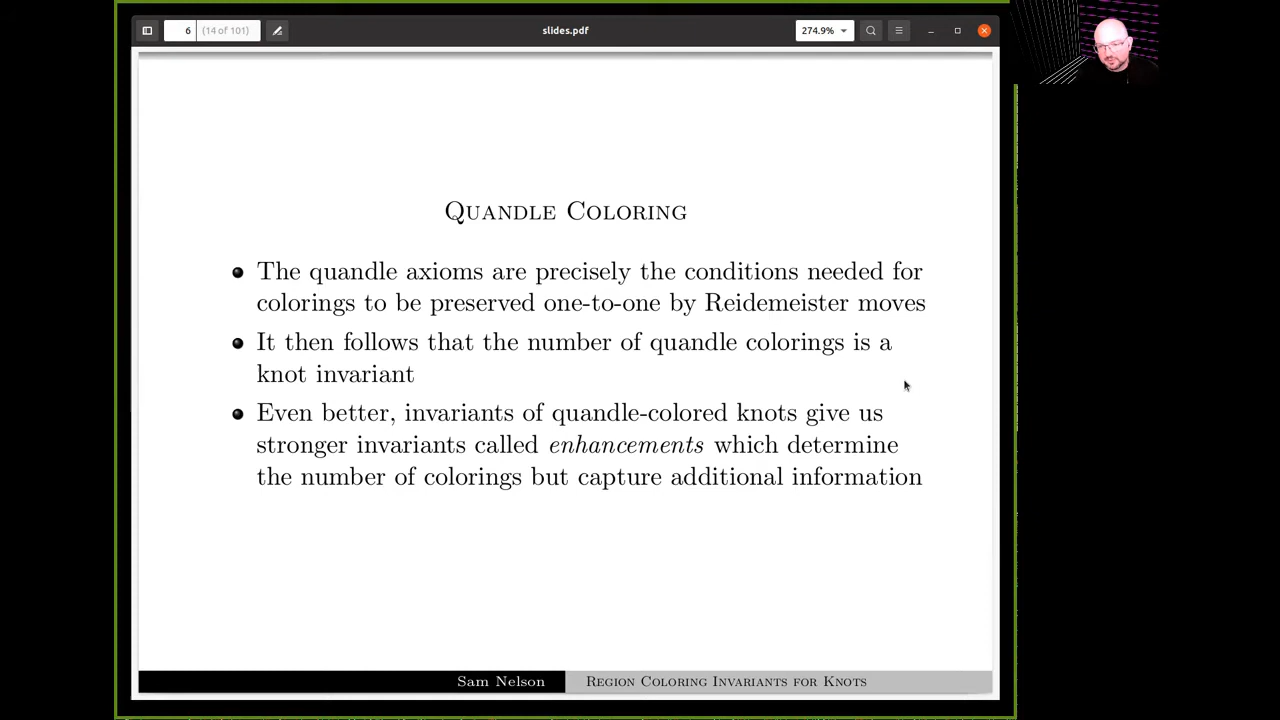 6 (14 of 101) slides.pdf 274.9%
Quandle Coloring
The quandle axioms are precisely the conditions needed for
colorings to be preserved one-to-one by Reidemeister moves
It then follows that the number of quandle colorings is a
knot invariant
Even better, invariants of quandle-colored knots give us
stronger invariants called enhancements which determine
the number of colorings but capture additional information
Sam Nelson Region Coloring Invariants for Knots